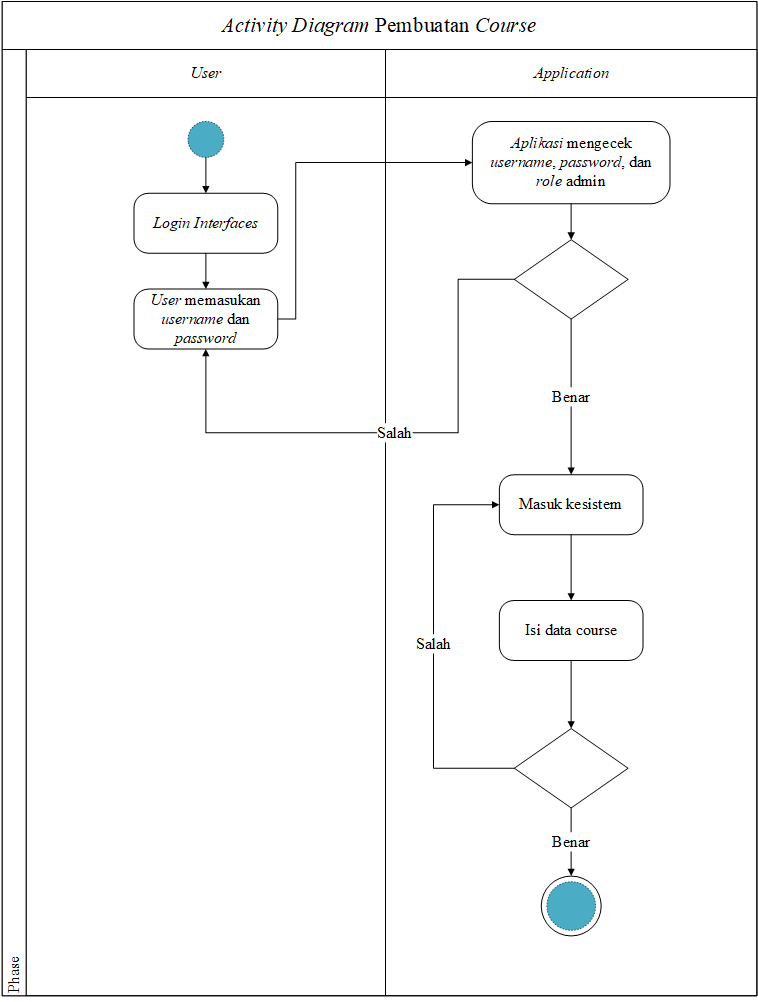 Activity Diagram Pembuatan Course
User
Application
Login Interfaces
User memasukan
username dan
password
Aplikasi mengecek
username, password, dan
role admin
Benar
Salah
Masuk kesistem
Isi data course
Salah
Benar
Phase